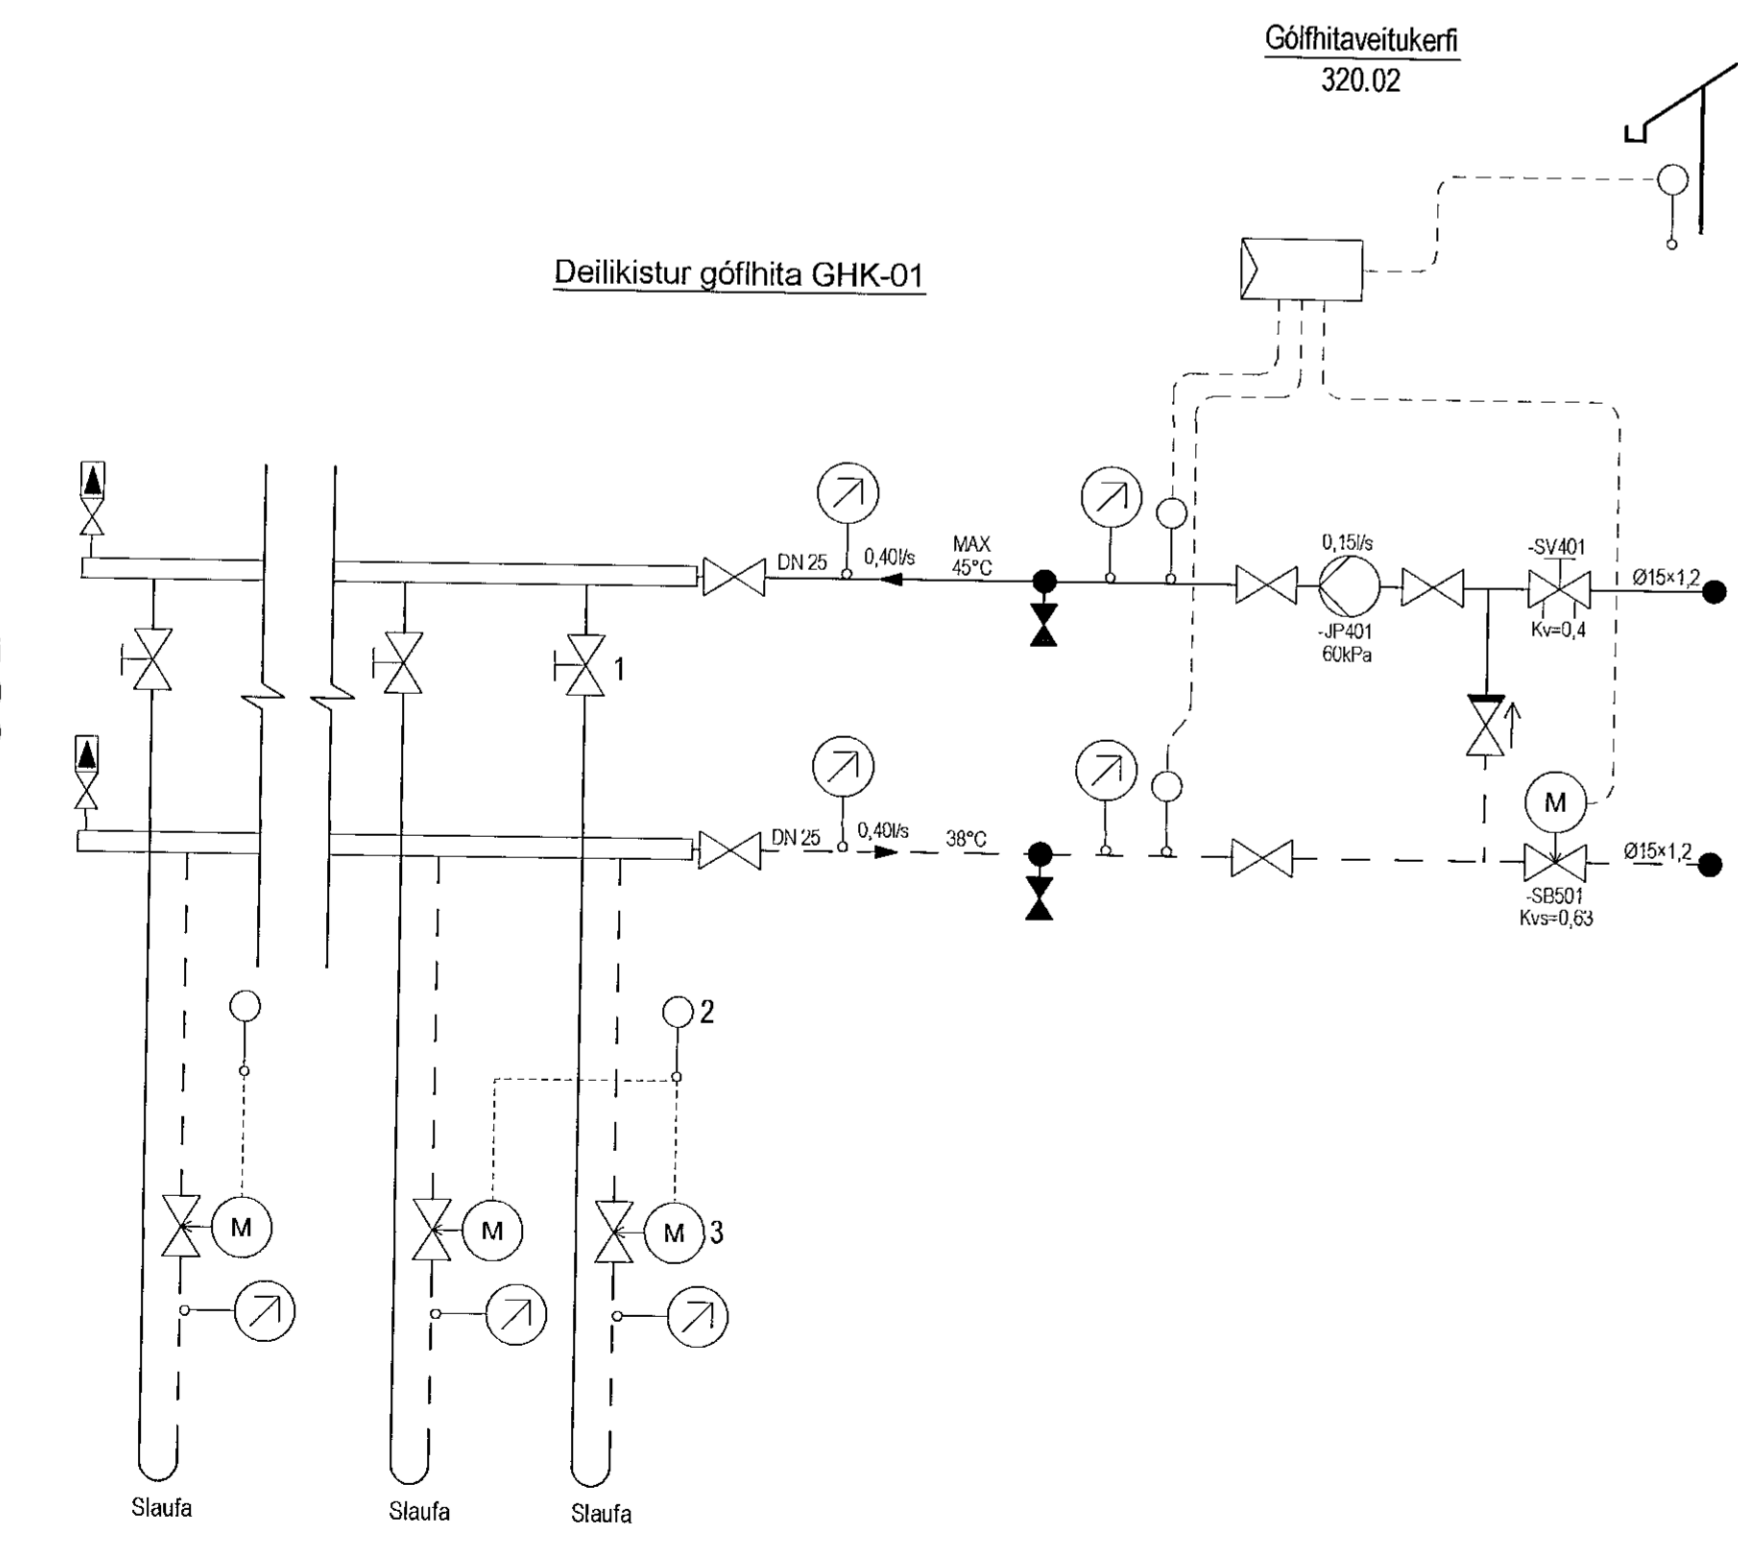 Gólfhitaveitukerfi
320.02
Deilikistur góflhita GHK-01
DN 25
0,40l/s
MAX
45°C
0,15l/s
-JP401
60kPa
-SV401
Kv=0,4
Ø15×1,2
1
DN 25
0,40l/s
38°C
M
Ø15×1,2
-SB501
Kvs=0,63
2
M
M
M
3
Slaufa
Slaufa
Slaufa